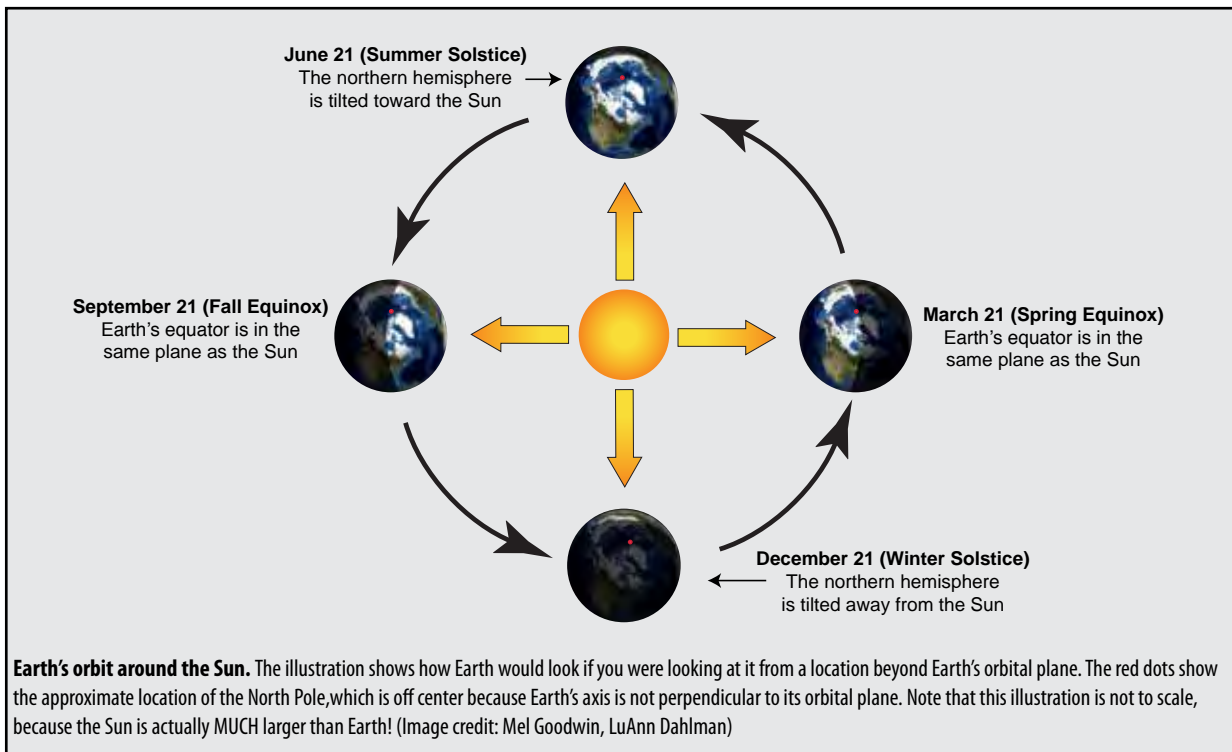 June 21 (Summer Solstice)
The northern hemisphere
is tilted toward the Sun
September 21 (Fall Equinox)
Earth's equator is in the
same plane as the Sun
March 21 (Spring Equinox)
Earth's equator is in the
same plane as the Sun
December 21 (Winter Solstice)
The northern hemisphere
is tilted away from the Sun
Earth's orbit around the Sun. The illustration shows how Earth would look if you were looking at it from a location beyond Earth's orbital plane. The red dots show
the approximate location of the North Pole,which is off center because Earth's axis is not perpendicular to its orbital plane. Note that this illustration is not to scale,
because the Sun is actually MUCH larger than Earth! (Image credit: Mel Goodwin, LuAnn Dahlman)